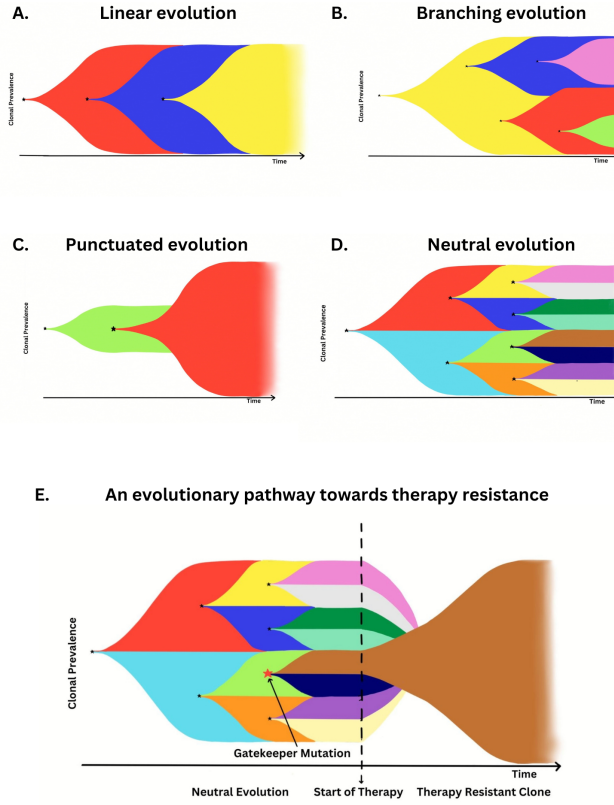 A.
Linear evolution
Clonal Prevalence
Time
B.
Branching evolution
Clonal Prevalence
Time
C.
Punctuated evolution
Clonal Prevalence
Time
D.
Neutral evolution
Clonal Prevalence
Time
E.
An evolutionary pathway towards therapy resistance
Clonal Prevalence
Gatekeeper Mutation
Time
Neutral Evolution
Start of Therapy
Therapy Resistant Clone